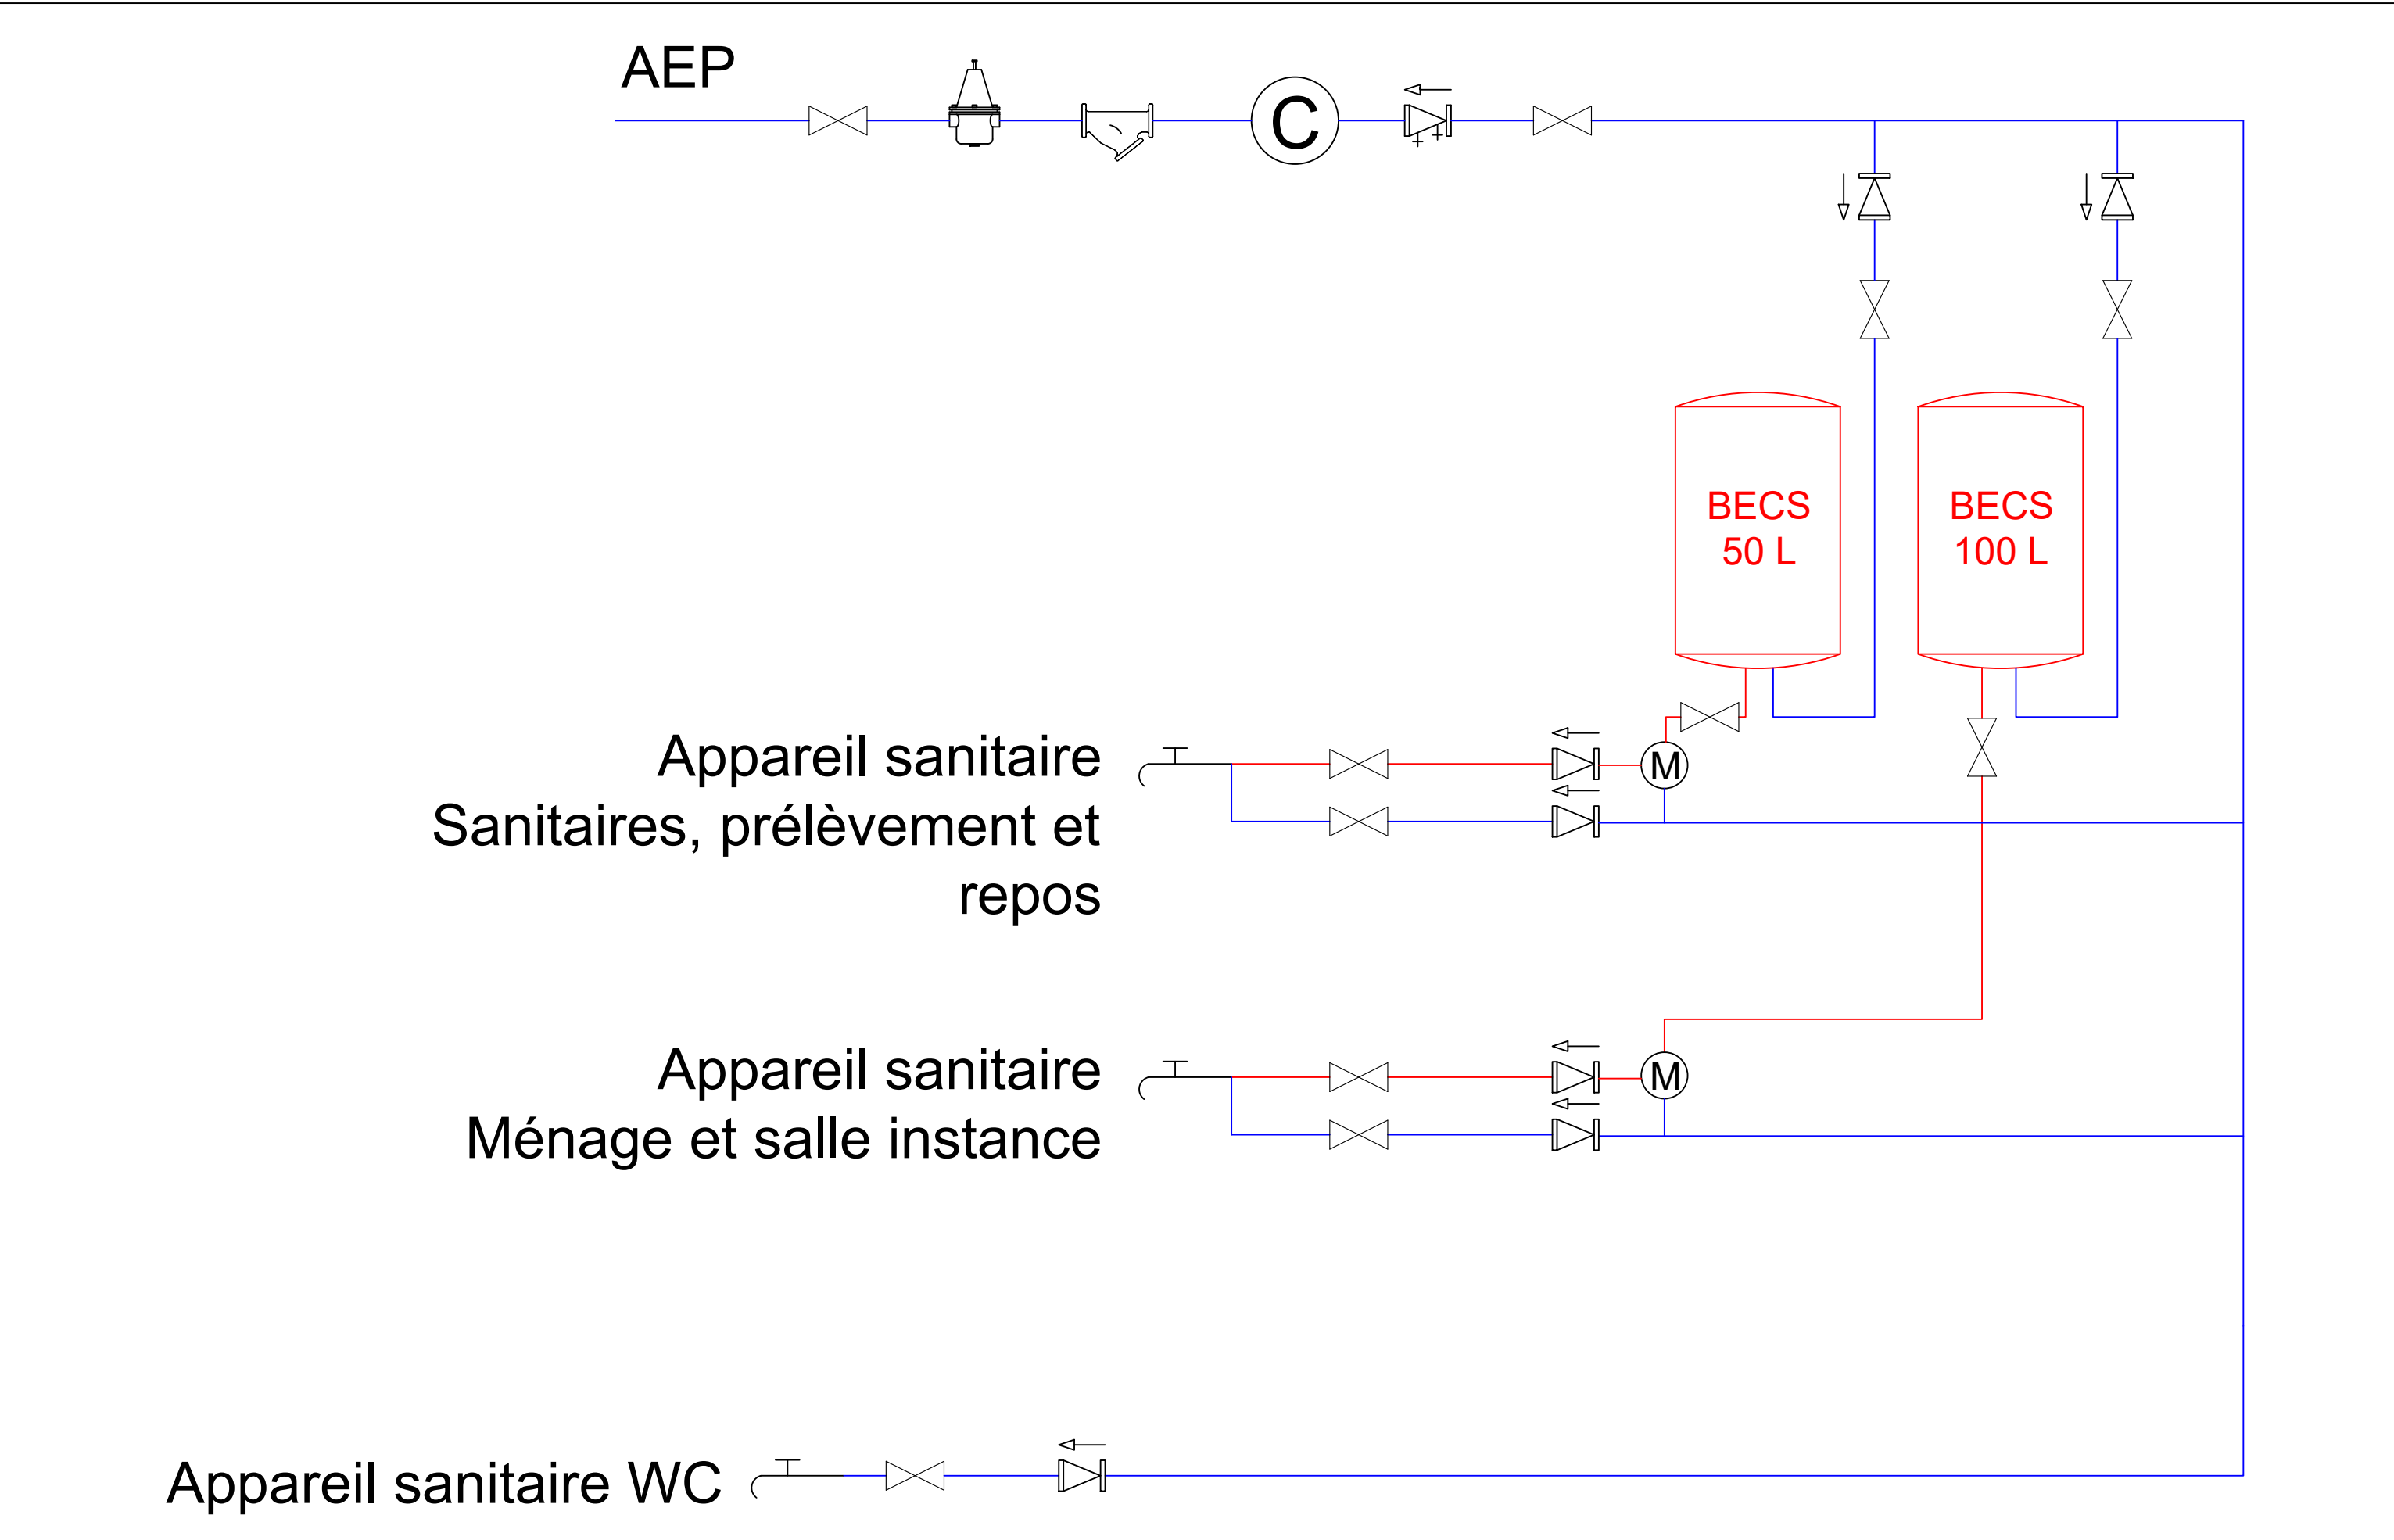 AEP
C
BECS
50 L
BECS
100 L
Appareil sanitaire
Sanitaires, prélèvement et
repos
M
Appareil sanitaire
Ménage et salle instance
M
Appareil sanitaire WC